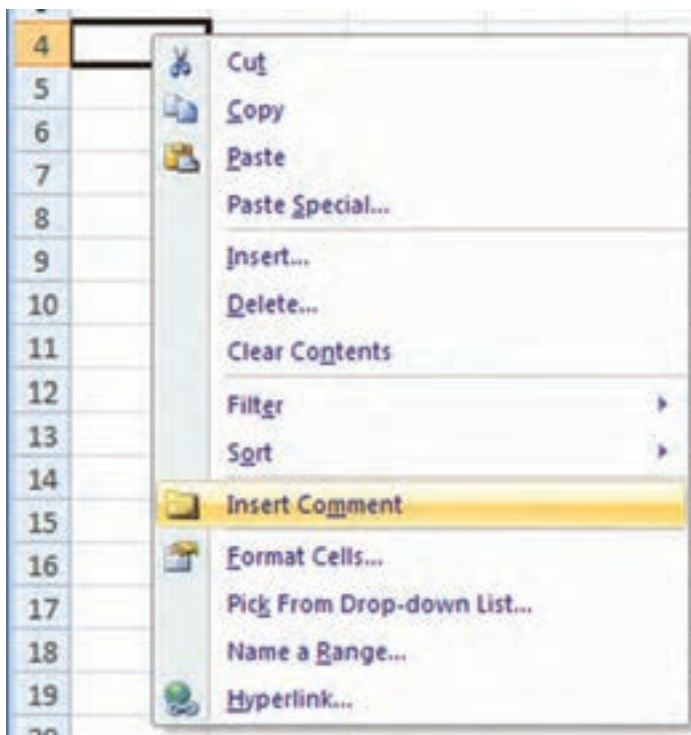 4
Cut
5
Copy
6
Paste
7
Paste Special...
8
9
Insert...
10
Delete...
11
Clear Contents
12
Filter
13
Sort
14
Insert Comment
15
16
Format Cells...
17
Pick From Drop-down List...
18
Name a Range...
19
Hyperlink...